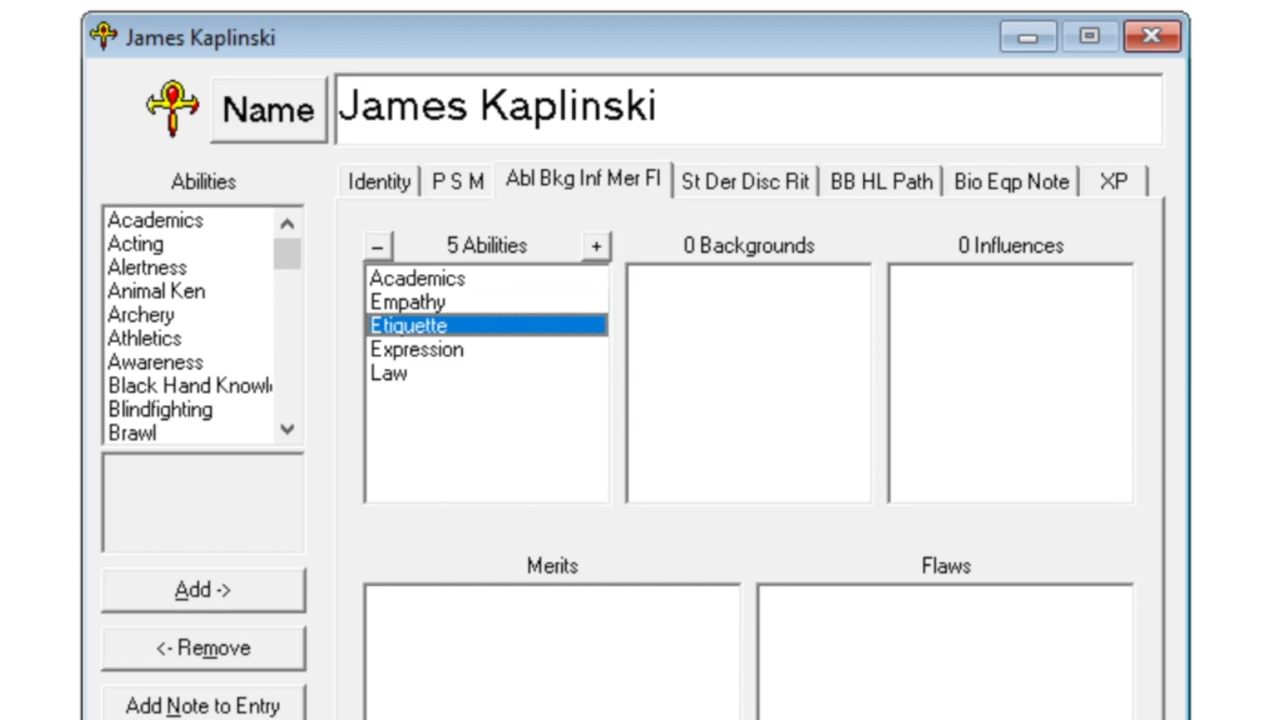 James Kaplinski
Name
James Kaplinski
Abilities
Identity
P S M
Abl Bkg Inf Mer Fl
St Der Disc Rit
BB HL Path
Bio Eqp Note
XP
Academics
Acting
Alertness
Animal Ken
Archery
Athletics
Awareness
Black Hand Knowl
Blindfighting
Brawl
Add ->
<- Remove
Add Note to Entry
- 5 Abilities +
Academics
Empathy
Etiquette
Expression
Law
0 Backgrounds
0 Influences
Merits
Flaws